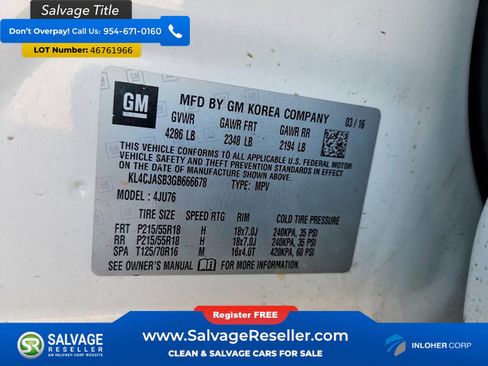 Salvage Title
Don't Overpay! Call Us: 954-671-0160
LOT Number: 46761966
GM
MFD BY GM KOREA COMPANY
03/16
GVWR GAWR FRT GAWR RR
4286 LB 2348 LB 2194 LB
THIS VEHICLE CONFORMS TO ALL APPLICABLE U.S. FEDERAL MOTOR
VEHICLE SAFETY, BUMPER, AND THEFT PREVENTION STANDARDS
IN EFFECT ON THE DATE OF MANUFACTURE SHOWN ABOVE.
KL4CJASB3GB666678 TYPE: MPV
MODEL: 4JU76
TIRE SIZE SPEED RTG RIM COLD TIRE PRESSURE
FRT P215/55R18 H 18x7.0J 240KPA, 35 PSI
RR P215/55R18 H 18x7.0J 240KPA, 35 PSI
SPA T125/70R16 M 16x4.0T 420KPA, 60 PSI
SEE OWNER'S MANUAL FOR MORE INFORMATION.
Register FREE!
SALVAGE
RESELLER
AN INLOHER CORP WEBSITE
www.SalvageReseller.com
CLEAN & SALVAGE CARS FOR SALE
INLOHER CORP